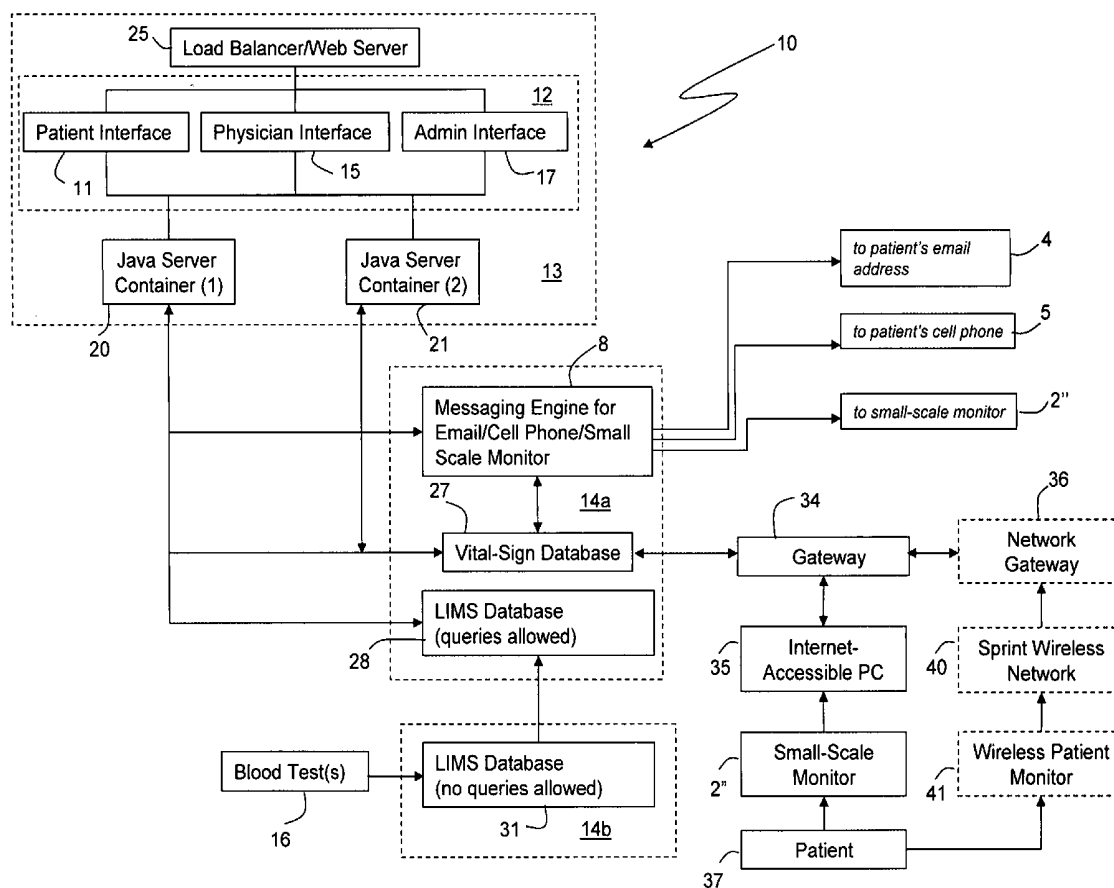 25
Load Balancer/Web Server
10
12
Patient Interface
Physician Interface
Admin Interface
11
15
17
Java Server
Container (1)
Java Server
Container (2)
13
20
21
to patient's email
address
4
to patient's cell phone
5
to small-scale monitor
2"
8
Messaging Engine for
Email/Cell Phone/Small
Scale Monitor
27
14a
Vital-Sign Database
34
Gateway
36
Network
Gateway
LIMS Database
(queries allowed)
28
35
Internet-
Accessible PC
40
Sprint Wireless
Network
Blood Test(s)
16
LIMS Database
(no queries allowed)
31
14b
Small-Scale
Monitor
2"
Wireless Patient
Monitor
41
Patient
37